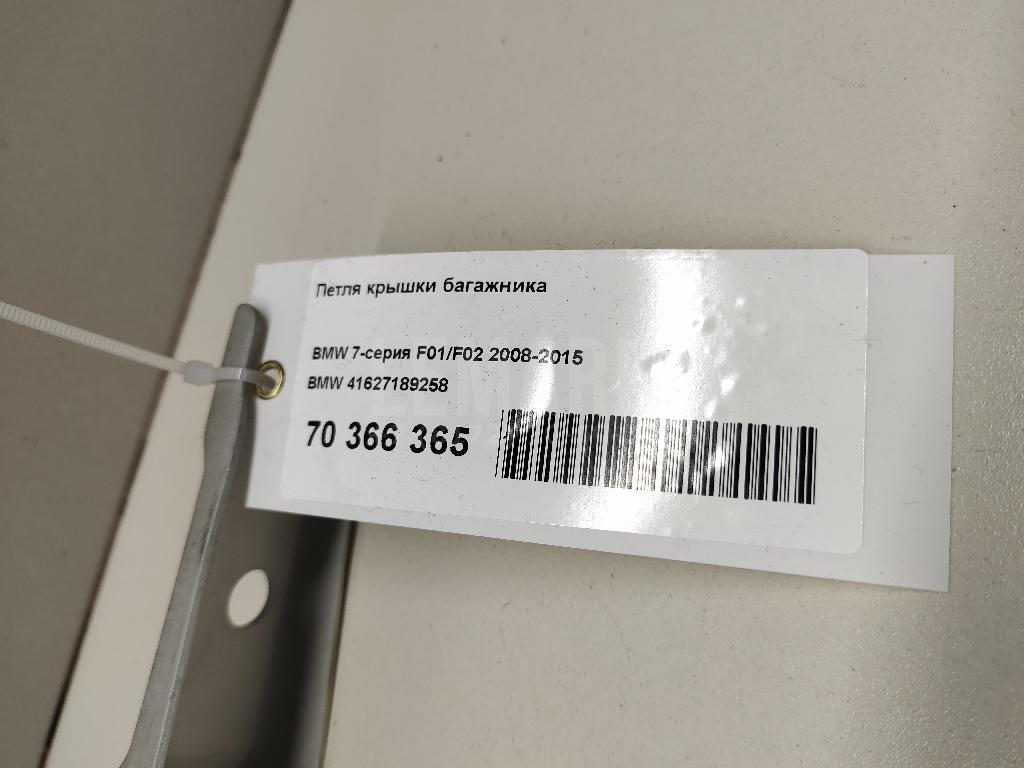 Петля крышки багажника
BMW 7-серия F01/F02 2008-2015
BMW 41627189258
70 366 365